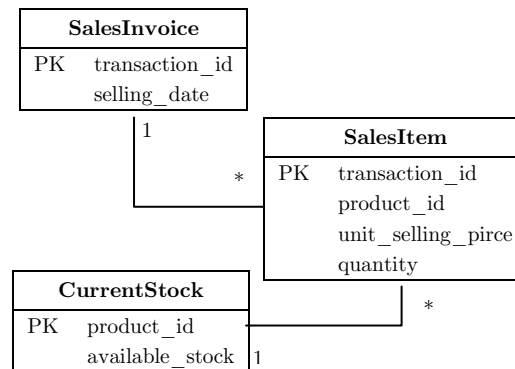 SalesInvoice
PK transaction_id
selling_date
1
SalesItem
*
PK transaction_id
product_id
unit_selling_pirce
quantity
CurrentStock
*
PK product_id
available_stock 1